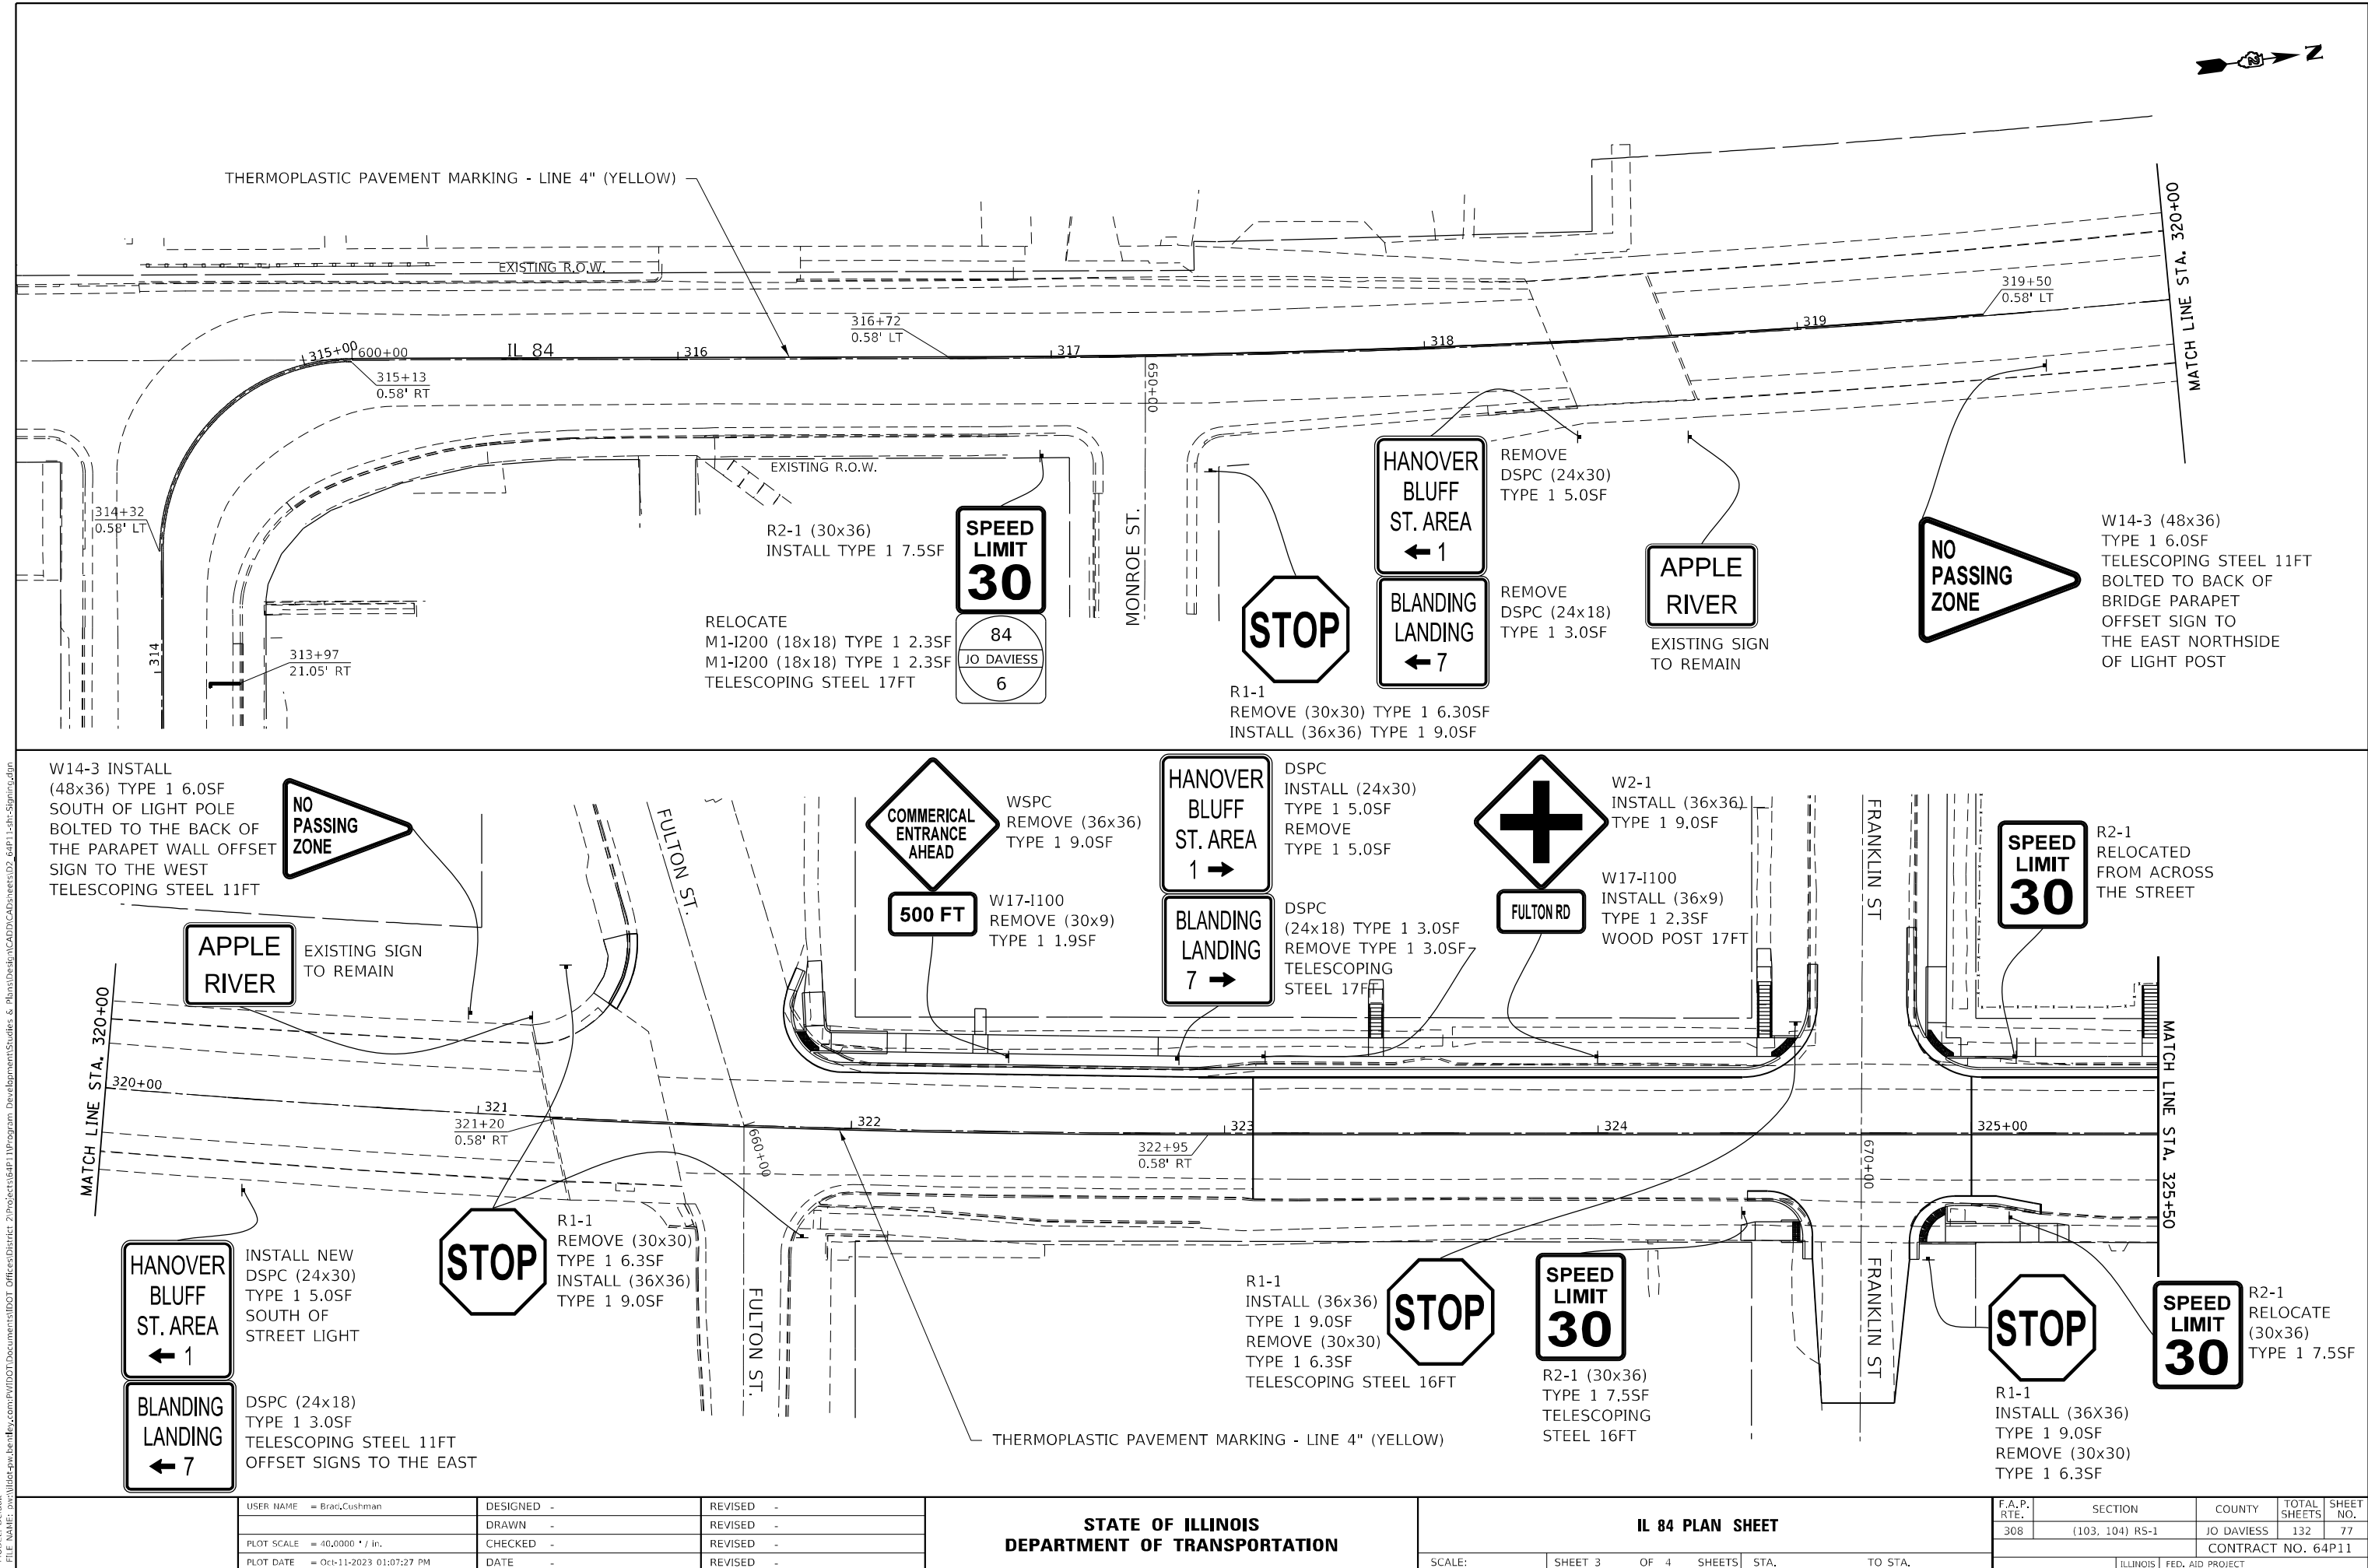 N
THERMOPLASTIC PAVEMENT MARKING - LINE 4" (YELLOW)
EXISTING R.O.W.
315+00
600+00
IL 84
316
316+72
0.58' LT
317
318
319
319+50
0.58' LT
MATCH LINE STA. 320+00
315+13
0.58' RT
650+00
314+32
0.58' LT
314
313+97
21.05' RT
EXISTING R.O.W.
R2-1 (30x36)
INSTALL TYPE 1 7.5SF
SPEED
LIMIT
30
RELOCATE
M1-I200 (18x18) TYPE 1 2.3SF
M1-I200 (18x18) TYPE 1 2.3SF
TELESCOPING STEEL 17FT
84
JO DAVIESS
6
MONROE ST.
STOP
R1-1
REMOVE (30x30) TYPE 1 6.30SF
INSTALL (36x36) TYPE 1 9.0SF
HANOVER
BLUFF
ST. AREA
← 1
REMOVE
DSPC (24x30)
TYPE 1 5.0SF
BLANDING
LANDING
← 7
REMOVE
DSPC (24x18)
TYPE 1 3.0SF
APPLE
RIVER
EXISTING SIGN
TO REMAIN
NO
PASSING
ZONE
W14-3 (48x36)
TYPE 1 6.0SF
TELESCOPING STEEL 11FT
BOLTED TO BACK OF
BRIDGE PARAPET
OFFSET SIGN TO
THE EAST NORTHSIDE
OF LIGHT POST
W14-3 INSTALL
(48x36) TYPE 1 6.0SF
SOUTH OF LIGHT POLE
BOLTED TO THE BACK OF
THE PARAPET WALL OFFSET
SIGN TO THE WEST
TELESCOPING STEEL 11FT
NO
PASSING
ZONE
APPLE
RIVER
EXISTING SIGN
TO REMAIN
FULTON ST.
COMMERICAL
ENTRANCE
AHEAD
WSPC
REMOVE (36x36)
TYPE 1 9.0SF
500 FT
W17-I100
REMOVE (30x9)
TYPE 1 1.9SF
HANOVER
BLUFF
ST. AREA
1 →
DSPC
INSTALL (24x30)
TYPE 1 5.0SF
REMOVE
TYPE 1 5.0SF
BLANDING
LANDING
7 →
DSPC
(24x18) TYPE 1 3.0SF
REMOVE TYPE 1 3.0SF
TELESCOPING
STEEL 17FT
W2-1
INSTALL (36x36)
TYPE 1 9.0SF
FULTON RD
W17-I100
INSTALL (36x9)
TYPE 1 2.3SF
WOOD POST 17FT
FRANKLIN ST
SPEED
LIMIT
30
R2-1
RELOCATED
FROM ACROSS
THE STREET
MATCH LINE STA. 320+00
320+00
321
321+20
0.58' RT
660+00
322
322+95
0.58' RT
323
324
670+00
325+00
MATCH LINE STA. 325+50
HANOVER
BLUFF
ST. AREA
← 1
INSTALL NEW
DSPC (24x30)
TYPE 1 5.0SF
SOUTH OF
STREET LIGHT
BLANDING
LANDING
← 7
DSPC (24x18)
TYPE 1 3.0SF
TELESCOPING STEEL 11FT
OFFSET SIGNS TO THE EAST
STOP
R1-1
REMOVE (30x30)
TYPE 1 6.3SF
INSTALL (36X36)
TYPE 1 9.0SF
FULTON ST.
THERMOPLASTIC PAVEMENT MARKING - LINE 4" (YELLOW)
R1-1
INSTALL (36x36)
TYPE 1 9.0SF
REMOVE (30x30)
TYPE 1 6.3SF
TELESCOPING STEEL 16FT
STOP
SPEED
LIMIT
30
R2-1 (30x36)
TYPE 1 7.5SF
TELESCOPING
STEEL 16FT
FRANKLIN ST
STOP
R1-1
INSTALL (36X36)
TYPE 1 9.0SF
REMOVE (30x30)
TYPE 1 6.3SF
SPEED
LIMIT
30
R2-1
RELOCATE
(30x36)
TYPE 1 7.5SF
USER NAME = Brad.Cushman
PLOT SCALE = 40.0000 ' / in.
PLOT DATE = Oct-11-2023 01:07:27 PM
DESIGNED -
DRAWN -
CHECKED -
DATE -
REVISED -
REVISED -
REVISED -
REVISED -
STATE OF ILLINOIS
DEPARTMENT OF TRANSPORTATION
IL 84 PLAN SHEET
SCALE: SHEET 3 OF 4 SHEETS STA. TO STA.
F.A.P. RTE. SECTION COUNTY TOTAL SHEETS SHEET NO.
308 (103, 104) RS-1 JO DAVIESS 132 77
CONTRACT NO. 64P11
ILLINOIS FED. AID PROJECT